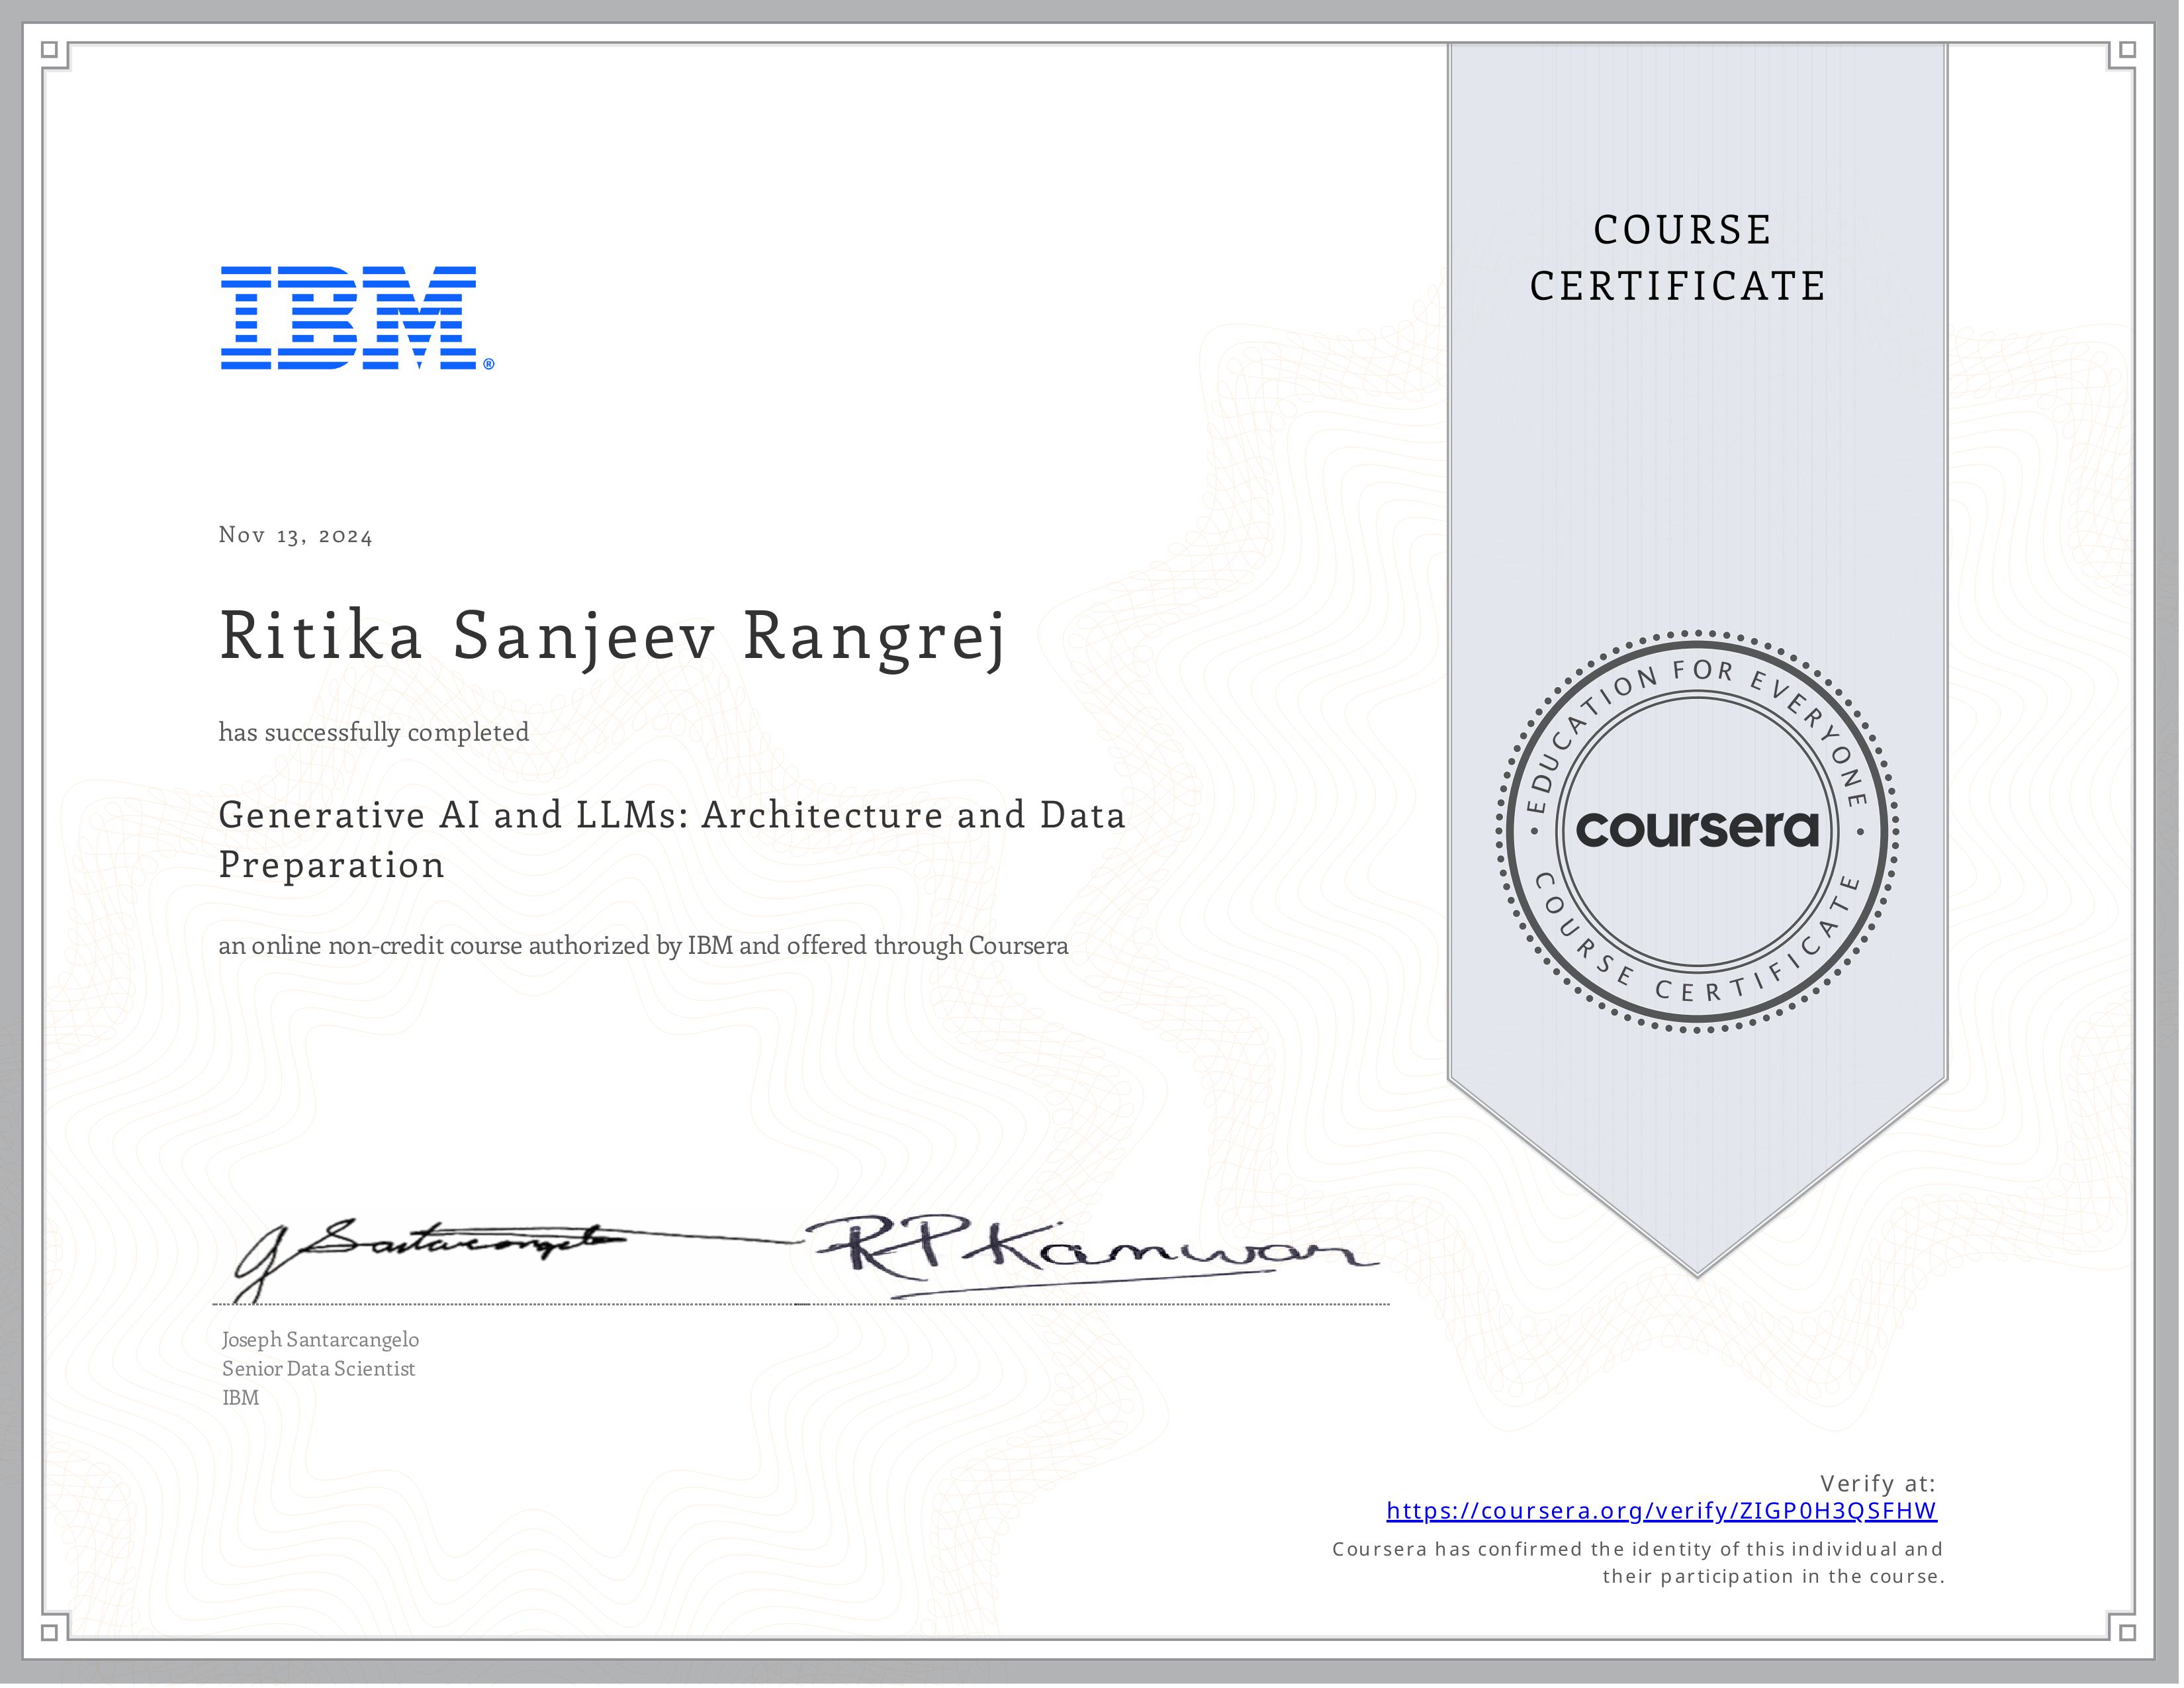 IBM®
COURSE
CERTIFICATE
Nov 13, 2024
Ritika Sanjeev Rangrej
has successfully completed
Generative AI and LLMs: Architecture and Data
Preparation
an online non-credit course authorized by IBM and offered through Coursera
EDUCATION FOR EVERYONE
coursera
COURSE CERTIFICATE
J Santarcangelo
RP Kanwar
Joseph Santarcangelo
Senior Data Scientist
IBM
Verify at:
https://coursera.org/verify/ZIGP0H3QSFHW
Coursera has confirmed the identity of this individual and
their participation in the course.